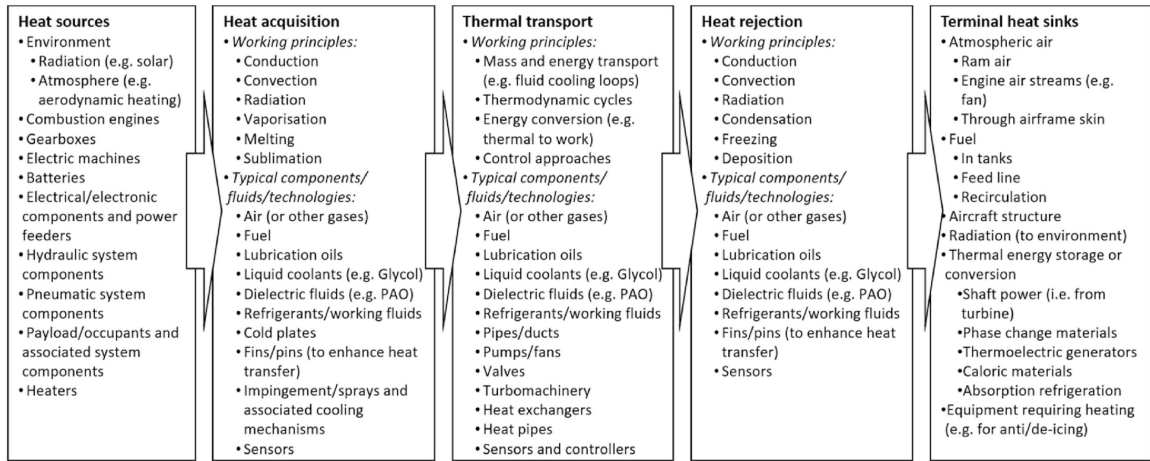 Heat sources
• Environment
• Radiation (e.g. solar)
• Atmosphere (e.g.
aerodynamic heating)
• Combustion engines
• Gearboxes
• Electric machines
• Batteries
• Electrical/electronic
components and power
feeders
• Hydraulic system
components
• Pneumatic system
components
• Payload/occupants and
associated system
components
• Heaters
Heat acquisition
• Working principles:
• Conduction
• Convection
• Radiation
• Vaporisation
• Melting
• Sublimation
• Typical components/
fluids/technologies:
• Air (or other gases)
• Fuel
• Lubrication oils
• Liquid coolants (e.g. Glycol)
• Dielectric fluids (e.g. PAO)
• Refrigerants/working fluids
• Cold plates
• Fins/pins (to enhance heat
transfer)
• Impingement/sprays and
associated cooling
mechanisms
• Sensors
Thermal transport
• Working principles:
• Mass and energy transport
(e.g. fluid cooling loops)
• Thermodynamic cycles
• Energy conversion (e.g.
thermal to work)
• Control approaches
• Typical components/
fluids/technologies:
• Air (or other gases)
• Fuel
• Lubrication oils
• Liquid coolants (e.g. Glycol)
• Dielectric fluids (e.g. PAO)
• Refrigerants/working fluids
• Pipes/ducts
• Pumps/fans
• Valves
• Turbomachinery
• Heat exchangers
• Heat pipes
• Sensors and controllers
Heat rejection
• Working principles:
• Conduction
• Convection
• Radiation
• Condensation
• Freezing
• Deposition
• Typical components/
fluids/technologies:
• Air (or other gases)
• Fuel
• Lubrication oils
• Liquid coolants (e.g. Glycol)
• Dielectric fluids (e.g. PAO)
• Refrigerants/working fluids
• Fins/pins (to enhance heat
transfer)
• Sensors
Terminal heat sinks
• Atmospheric air
• Ram air
• Engine air streams (e.g.
fan)
• Through airframe skin
• Fuel
• In tanks
• Feed line
• Recirculation
• Aircraft structure
• Radiation (to environment)
• Thermal energy storage or
conversion
• Shaft power (i.e. from
turbine)
• Phase change materials
• Thermoelectric generators
• Caloric materials
• Absorption refrigeration
• Equipment requiring heating
(e.g. for anti/de-icing)